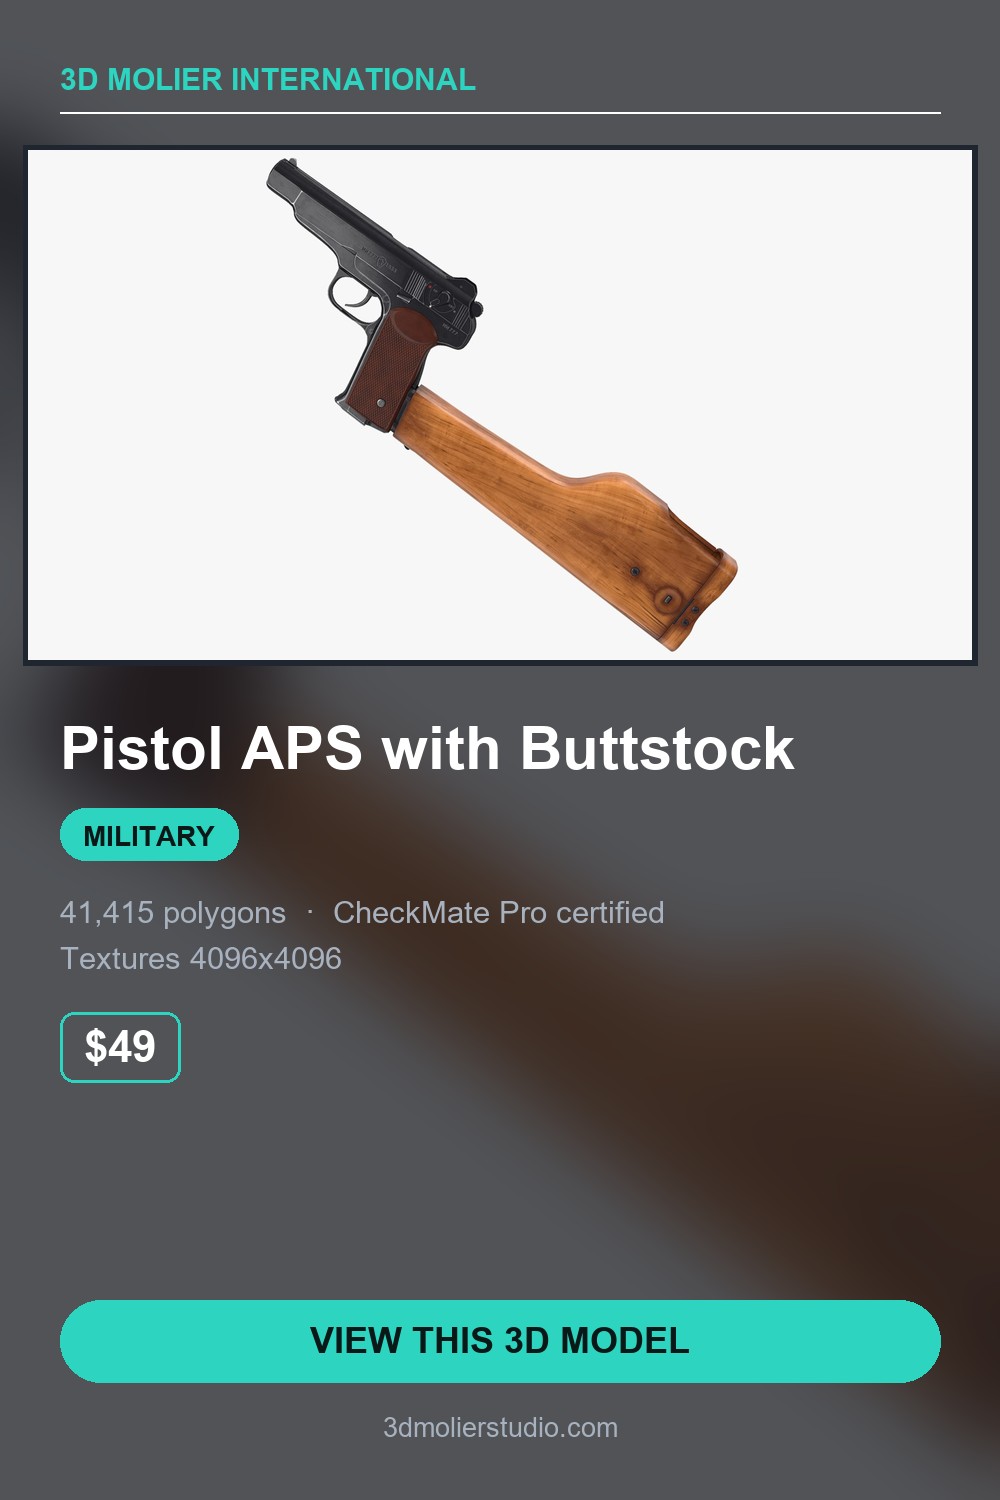 3D MOLIER INTERNATIONAL
Pistol APS with Buttstock
MILITARY
41,415 polygons · CheckMate Pro certified
Textures 4096x4096
$49
VIEW THIS 3D MODEL
3dmolierstudio.com